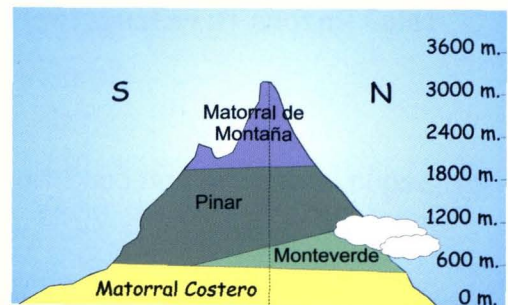 3600 m.
S
N
3000 m.
Matorral de
Montaña
2400 m.
1800 m.
Pinar
1200 m.
Monteverde
600 m.
Matorral Costero
0 m.